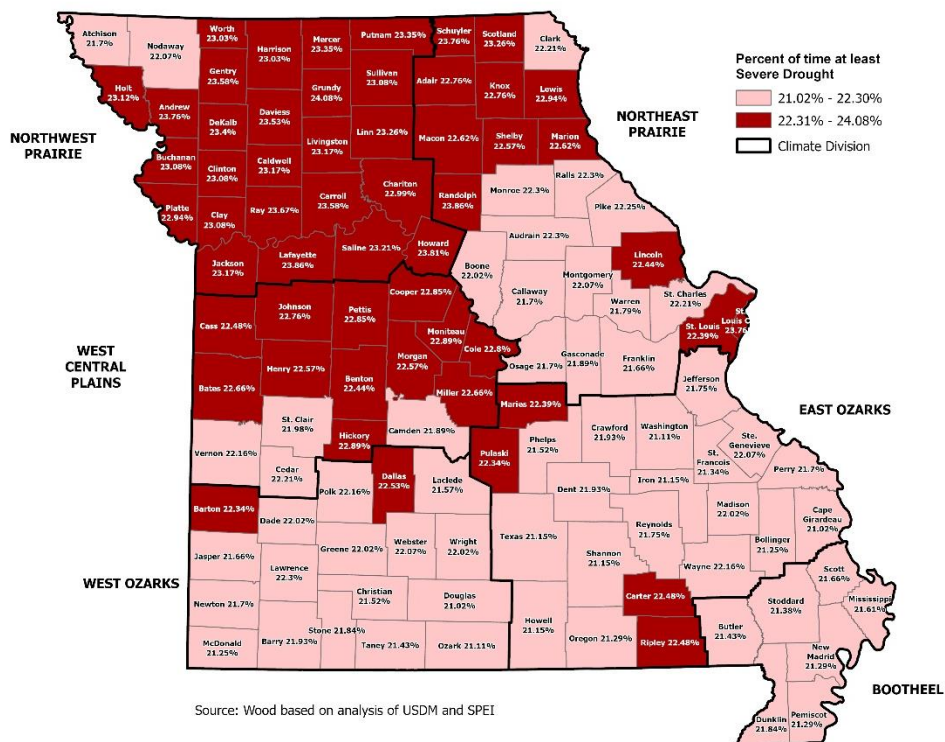 Atchison
21.7%
Nodaway
22.07%
Worth
23.03%
Harrison
23.03%
Mercer
23.35%
Putnam 23.35%
Schuyler
23.76%
Scotland
23.26%
Clark
22.21%
Holt
23.12%
Andrew
23.76%
Gentry
23.58%
DeKalb
23.4%
Daviess
23.53%
Grundy
24.08%
Sullivan
23.08%
Adair 22.76%
Knox
22.76%
Lewis
22.94%
Linn 23.26%
Macon 22.62%
Shelby
22.57%
Marion
22.62%
Livingston
23.17%
Buchanan
23.08%
Clinton
23.08%
Caldwell
23.17%
Platte
22.94%
Clay
23.08%
Ray 23.67%
Carroll
23.58%
Chariton
22.99%
Randolph
23.86%
Monroe 22.3%
Ralls 22.3%
Pike 22.25%
Audrain 22.3%
Jackson
23.17%
Lafayette
23.86%
Saline 23.21%
Howard
23.81%
Boone
22.02%
Callaway
21.7%
Montgomery
22.07%
Lincoln
22.44%
Warren
21.79%
St. Charles
22.21%
St. Louis
22.39%
St.
Louis C
23.76
Cass 22.48%
Johnson
22.76%
Pettis
22.85%
Cooper 22.85%
Moniteau
22.89%
Cole 22.8%
Osage 21.7%
Gasconade
21.89%
Franklin
21.66%
Jefferson
21.75%
Bates 22.66%
Henry 22.57%
Benton
22.44%
Morgan
22.57%
Miller 22.66%
Maries 22.39%
St. Clair
21.98%
Hickory
22.89%
Camden 21.89%
Pulaski
22.34%
Phelps
21.52%
Crawford
21.93%
Washington
21.11%
St.
Francois
21.34%
Ste.
Genevieve
22.07%
Perry 21.7%
Vernon 22.16%
Cedar
22.21%
Polk 22.16%
Dallas
22.53%
Laclede
21.57%
Dent 21.93%
Iron 21.15%
Madison
22.02%
Cape
Girardeau
21.02%
Bollinger
21.25%
Barton 22.34%
Dade 22.02%
Greene 22.02%
Webster
22.07%
Wright
22.02%
Texas 21.15%
Shannon
21.15%
Reynolds
21.75%
Wayne 22.16%
Jasper 21.66%
Lawrence
22.3%
Christian
21.52%
Douglas
21.02%
Howell
21.15%
Carter 22.48%
Scott
21.66%
Stoddard
21.38%
Mississippi
21.61%
Newton 21.7%
McDonald
21.25%
Barry 21.93%
Stone 21.84%
Taney 21.43%
Ozark 21.11%
Oregon 21.29%
Ripley 22.48%
Butler
21.43%
New
Madrid
21.29%
Pemiscot
21.29%
Dunklin
21.84%
NORTHWEST
PRAIRIE
NORTHEAST
PRAIRIE
WEST
CENTRAL
PLAINS
EAST OZARKS
WEST OZARKS
BOOTHEEL
Percent of time at least
Severe Drought
21.02% - 22.30%
22.31% - 24.08%
Climate Division
Source: Wood based on analysis of USDM and SPEI